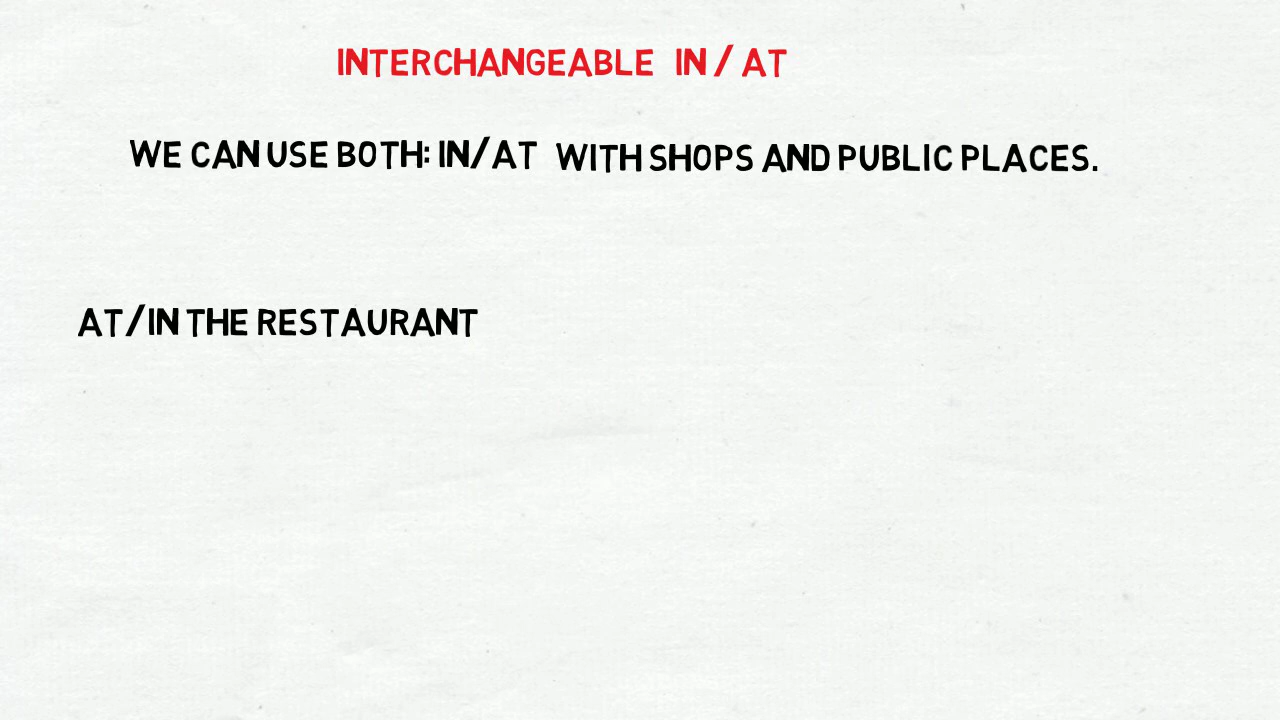 INTERCHANGEABLE IN / AT
WE CAN USE BOTH: IN/AT WITH SHOPS AND PUBLIC PLACES.
AT/IN THE RESTAURANT